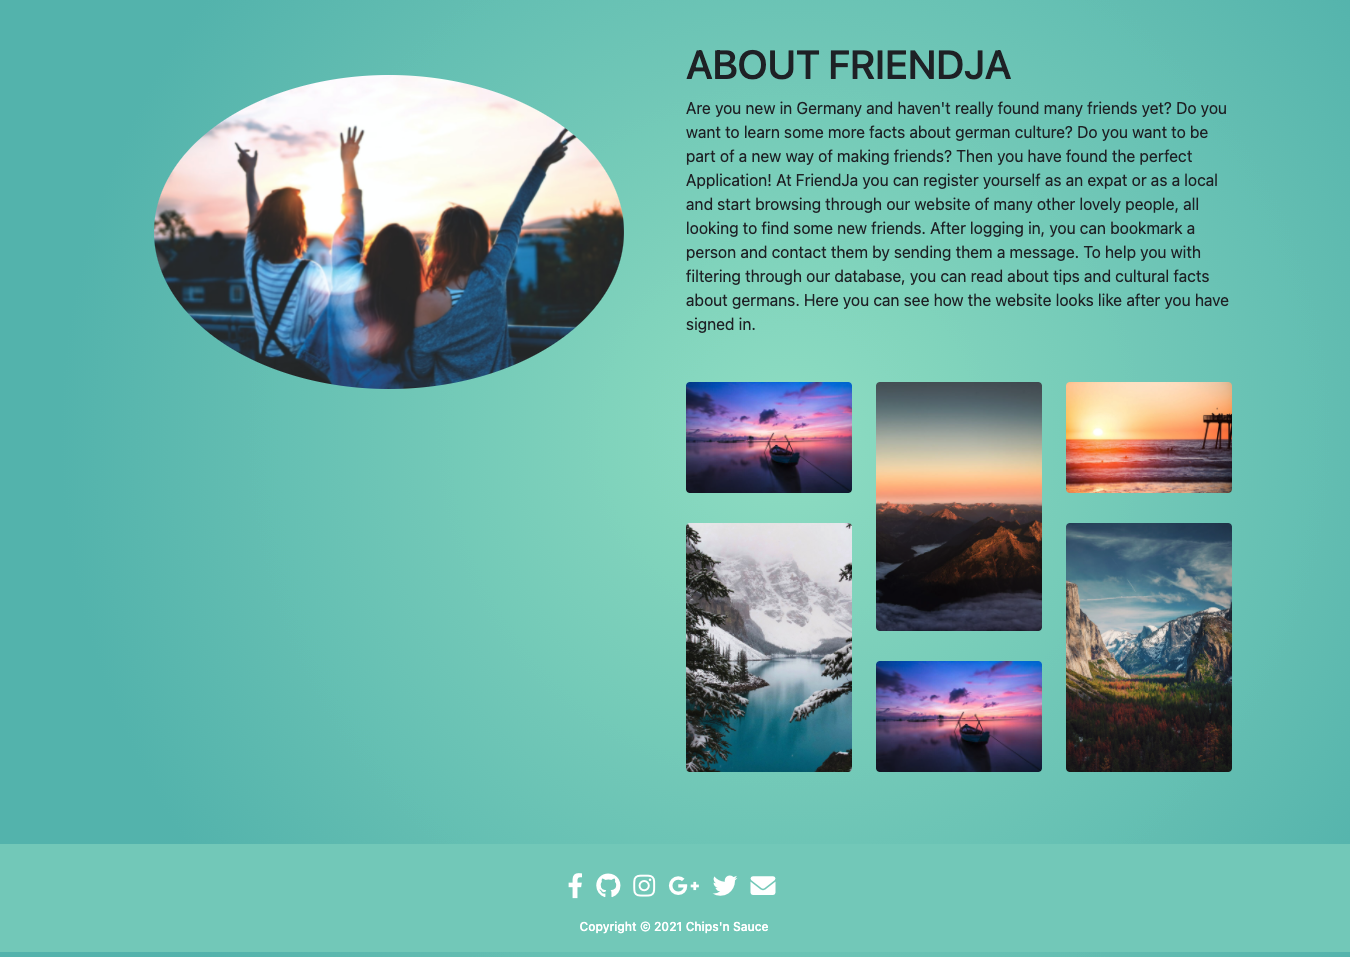 ABOUT FRIENDJA
Are you new in Germany and haven't really found many friends yet? Do you
want to learn some more facts about german culture? Do you want to be
part of a new way of making friends? Then you have found the perfect
Application! At FriendJa you can register yourself as an expat or as a local
and start browsing through our website of many other lovely people, all
looking to find some new friends. After logging in, you can bookmark a
person and contact them by sending them a message. To help you with
filtering through our database, you can read about tips and cultural facts
about germans. Here you can see how the website looks like after you have
signed in.
Copyright © 2021 Chips'n Sauce